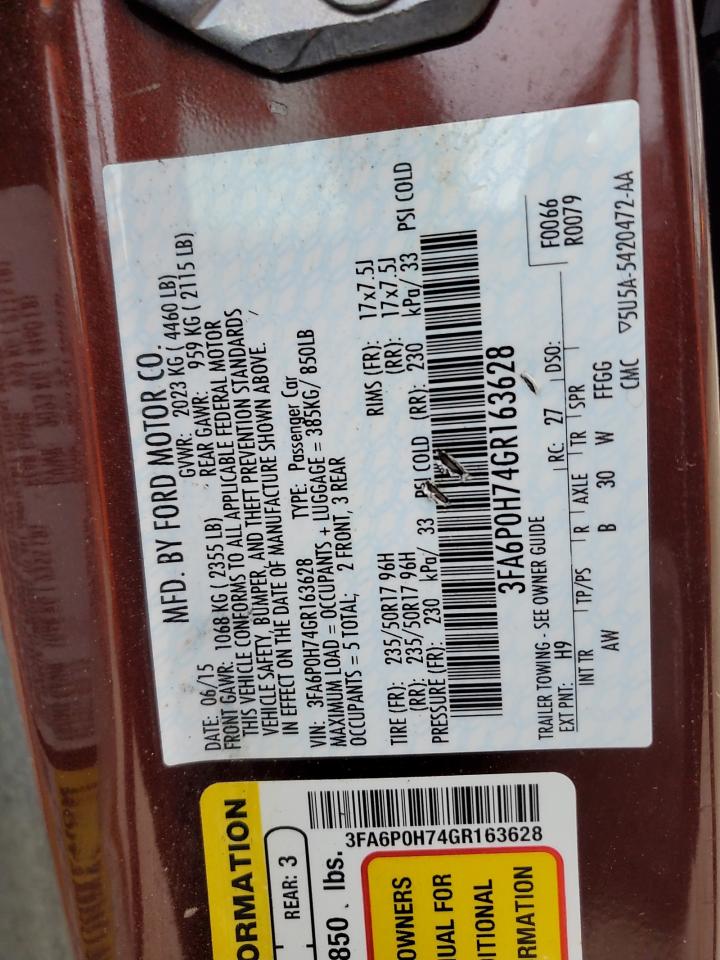 MFD. BY FORD MOTOR CO.
DATE: 06/15 GVWR: 2023 KG ( 4460 LB)
FRONT GAWR: 1068 KG ( 2355 LB) REAR GAWR: 959 KG ( 2115 LB)
THIS VEHICLE CONFORMS TO ALL APPLICABLE FEDERAL MOTOR
VEHICLE SAFETY, BUMPER, AND THEFT PREVENTION STANDARDS
IN EFFECT ON THE DATE OF MANUFACTURE SHOWN ABOVE.
VIN: 3FA6P0H74GR163628 TYPE: Passenger Car
MAXIMUM LOAD = OCCUPANTS + LUGGAGE = 385KG/ 850LB
OCCUPANTS = 5 TOTAL; 2 FRONT, 3 REAR
TIRE (FR): 235/50R17 96H RIMS (FR): 17x7.5J
(RR): 235/50R17 96H (RR): 17x7.5J
PRESSURE (FR): 230 kPa/ 33 PSI COLD (RR): 230 kPa/ 33 PSI COLD
3FA6P0H74GR163628
TRAILER TOWING - SEE OWNER GUIDE F0066
EXT PNT: H9 RC: 27 DSO: R0079
INT TR TP/PS R AXLE TR SPR
AW B 30 W FFGG
CMC ▽5U5A-5420472-AA
ORMATION
REAR: 3
850 . lbs.
3FA6P0H74GR163628
OWNERS
UAL FOR
ITIONAL
RMATION